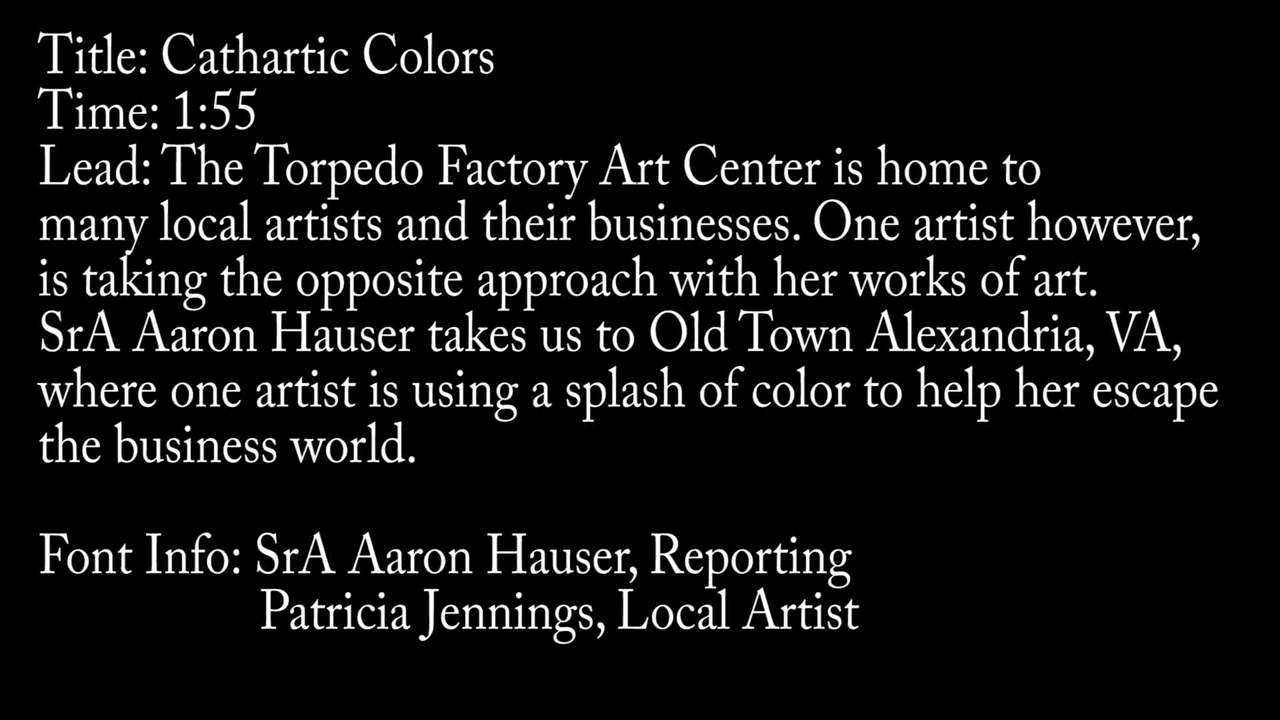 Title: Cathartic Colors
Time: 1:55
Lead: The Torpedo Factory Art Center is home to
many local artists and their businesses. One artist however,
is taking the opposite approach with her works of art.
SrA Aaron Hauser takes us to Old Town Alexandria, VA,
where one artist is using a splash of color to help her escape
the business world.
Font Info: SrA Aaron Hauser, Reporting
Patricia Jennings, Local Artist